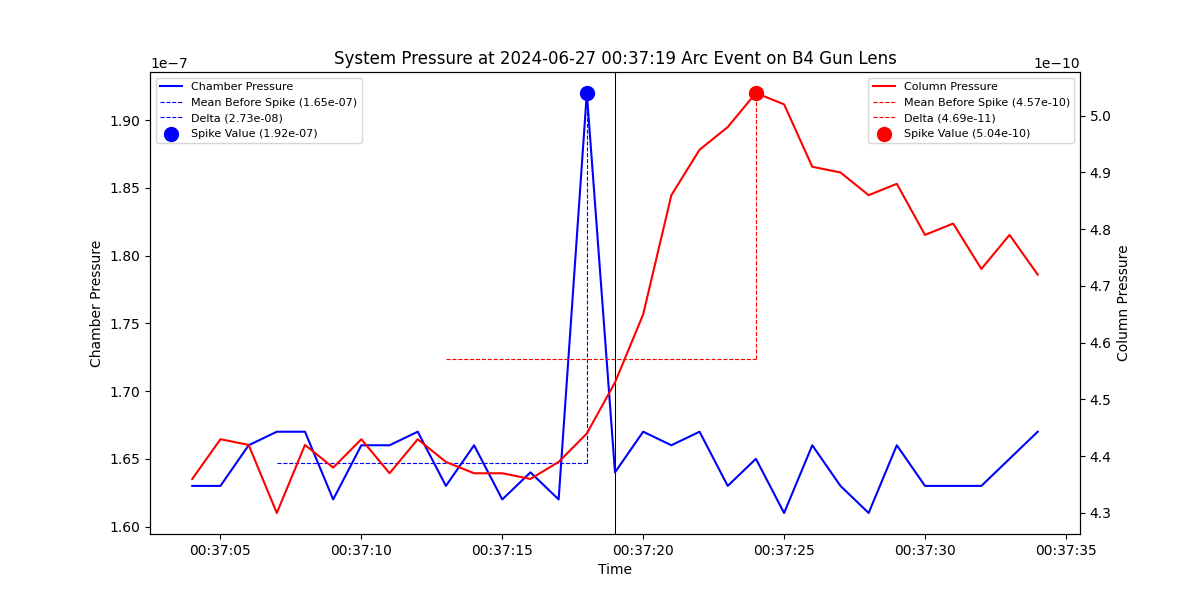 System Pressure at 2024-06-27 00:37:19 Arc Event on B4 Gun Lens
1e−7
1e−10
Chamber Pressure
Mean Before Spike (1.65e-07)
Delta (2.73e-08)
Spike Value (1.92e-07)
Column Pressure
Mean Before Spike (4.57e-10)
Delta (4.69e-11)
Spike Value (5.04e-10)
1.90
1.85
1.80
1.75
1.70
1.65
1.60
Chamber Pressure
5.0
4.9
4.8
4.7
4.6
4.5
4.4
4.3
Column Pressure
00:37:05 00:37:10 00:37:15 00:37:20 00:37:25 00:37:30 00:37:35
Time